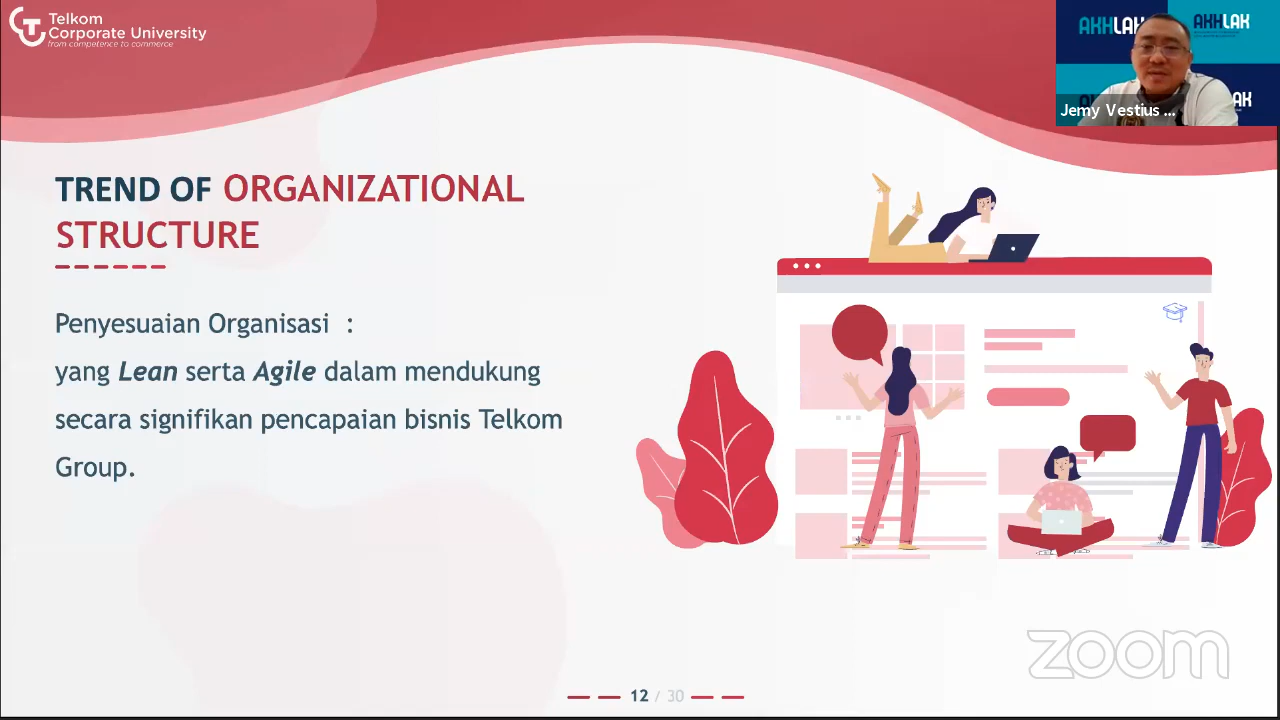 Telkom
Corporate University
from competence to commerce
AKHLAK
AKHLAK
Jemy Vestius ...
TREND OF ORGANIZATIONAL
STRUCTURE
Penyesuaian Organisasi :
yang Lean serta Agile dalam mendukung
secara signifikan pencapaian bisnis Telkom
Group.
zoom
12 / 30